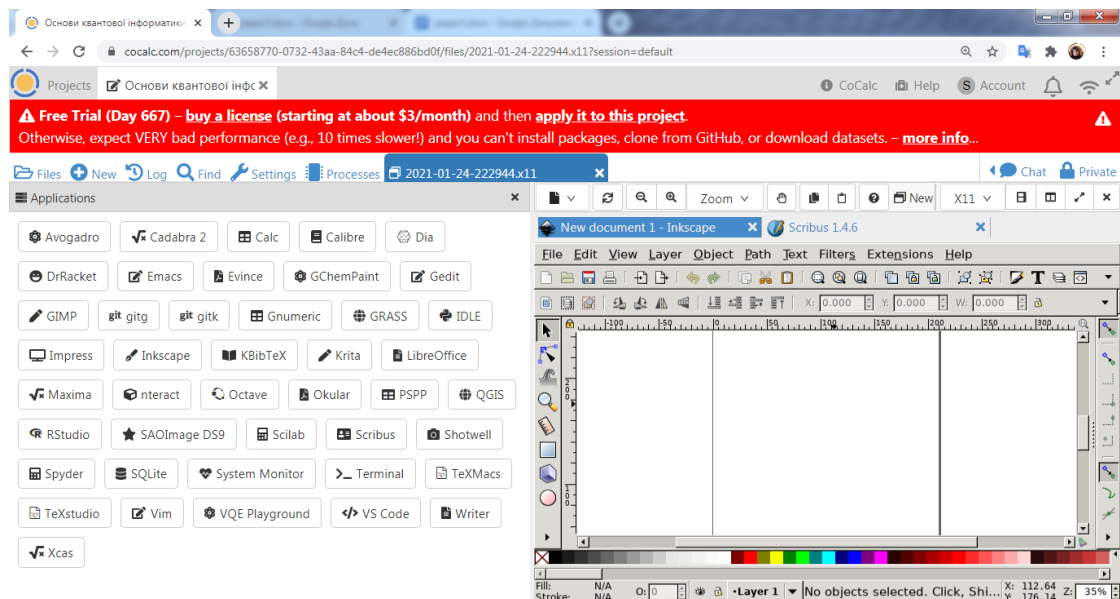 Основи квантової інформатики
cocalc.com/projects/63658770-0732-43aa-84c4-de4ec886bd0f/files/2021-01-24-222944.x11?session=default
Projects Основи квантової інфс CoCalc Help S Account
Free Trial (Day 667) – buy a license (starting at about $3/month) and then apply it to this project.
Otherwise, expect VERY bad performance (e.g., 10 times slower!) and you can't install packages, clone from GitHub, or download datasets. – more info...
Files New Log Find Settings Processes 2021-01-24-222944.x11 Chat Private
Applications
Avogadro Cadabra 2 Calc Calibre Dia
DrRacket Emacs Evince GChemPaint Gedit
GIMP git gitg git gitk Gnumeric GRASS IDLE
Impress Inkscape KBibTeX Krita LibreOffice
Maxima nteract Octave Okular PSPP QGIS
RStudio SAOImage DS9 Scilab Scribus Shotwell
Spyder SQLite System Monitor Terminal TeXMacs
TeXstudio Vim VQE Playground VS Code Writer
Xcas
Zoom New X11
New document 1 - Inkscape Scribus 1.4.6
File Edit View Layer Object Path Text Filters Extensions Help
X: 0.000 Y: 0.000 W: 0.000
-100 -50 0 50 100 150 200 250 300
200
100
Fill: N/A O: 0 •Layer 1 No objects selected. Click, Shi... X: 112.64 Z: 35%
Stroke: N/A Y: 176.14